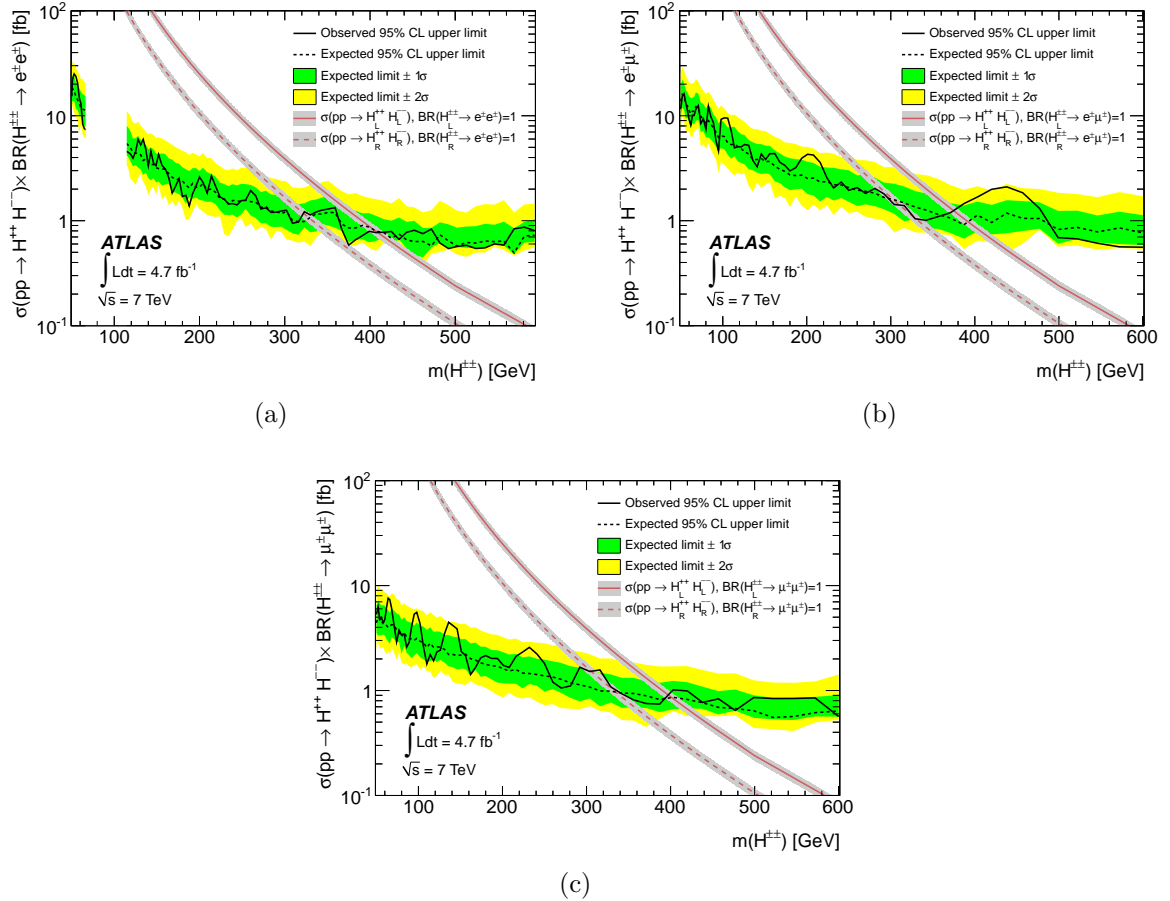 σ(pp → H⁺⁺ H⁻⁻)× BR(H^{±±} → e^±e^±) [fb]
10²
10
1
10⁻¹
Observed 95% CL upper limit
Expected 95% CL upper limit
Expected limit ± 1σ
Expected limit ± 2σ
σ(pp → H_L⁺⁺ H_L⁻⁻), BR(H_L^{±±}→ e^±e^±)=1
σ(pp → H_R⁺⁺ H_R⁻⁻), BR(H_R^{±±}→ e^±e^±)=1
ATLAS
∫Ldt = 4.7 fb⁻¹
√s = 7 TeV
100 200 300 400 500
m(H^{±±}) [GeV]
(a)
σ(pp → H⁺⁺ H⁻⁻)× BR(H^{±±} → e^±μ^±) [fb]
10²
10
1
10⁻¹
Observed 95% CL upper limit
Expected 95% CL upper limit
Expected limit ± 1σ
Expected limit ± 2σ
σ(pp → H_L⁺⁺ H_L⁻⁻), BR(H_L^{±±}→ e^±μ^±)=1
σ(pp → H_R⁺⁺ H_R⁻⁻), BR(H_R^{±±}→ e^±μ^±)=1
ATLAS
∫Ldt = 4.7 fb⁻¹
√s = 7 TeV
100 200 300 400 500 600
m(H^{±±}) [GeV]
(b)
σ(pp → H⁺⁺ H⁻⁻)× BR(H^{±±} → μ^±μ^±) [fb]
10²
10
1
10⁻¹
Observed 95% CL upper limit
Expected 95% CL upper limit
Expected limit ± 1σ
Expected limit ± 2σ
σ(pp → H_L⁺⁺ H_L⁻⁻), BR(H_L^{±±}→ μ^±μ^±)=1
σ(pp → H_R⁺⁺ H_R⁻⁻), BR(H_R^{±±}→ μ^±μ^±)=1
ATLAS
∫Ldt = 4.7 fb⁻¹
√s = 7 TeV
100 200 300 400 500 600
m(H^{±±}) [GeV]
(c)